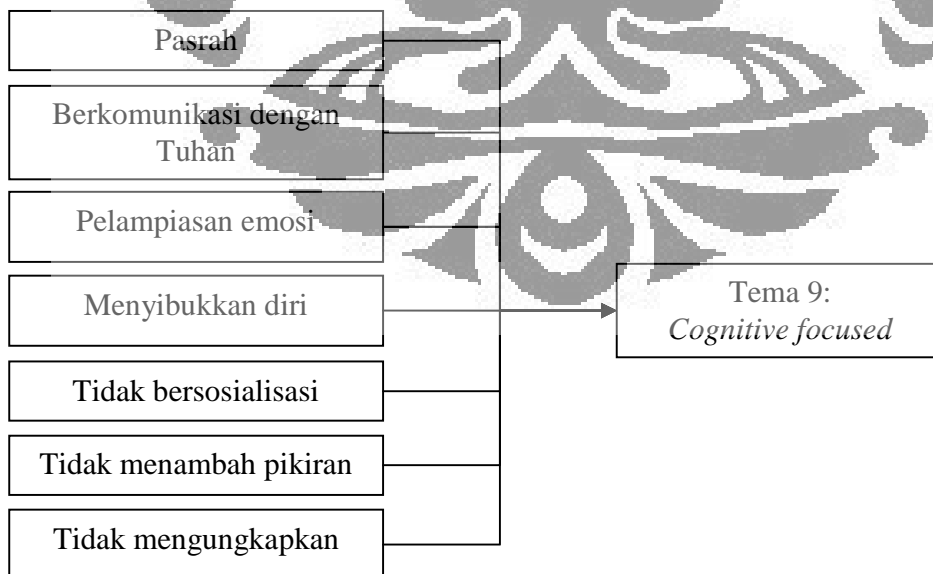 Pasrah
Berkomunikasi dengan
Tuhan
Pelampiasan emosi
Menyibukkan diri
Tema 9:
Cognitive focused
Tidak bersosialisasi
Tidak menambah pikiran
Tidak mengungkapkan